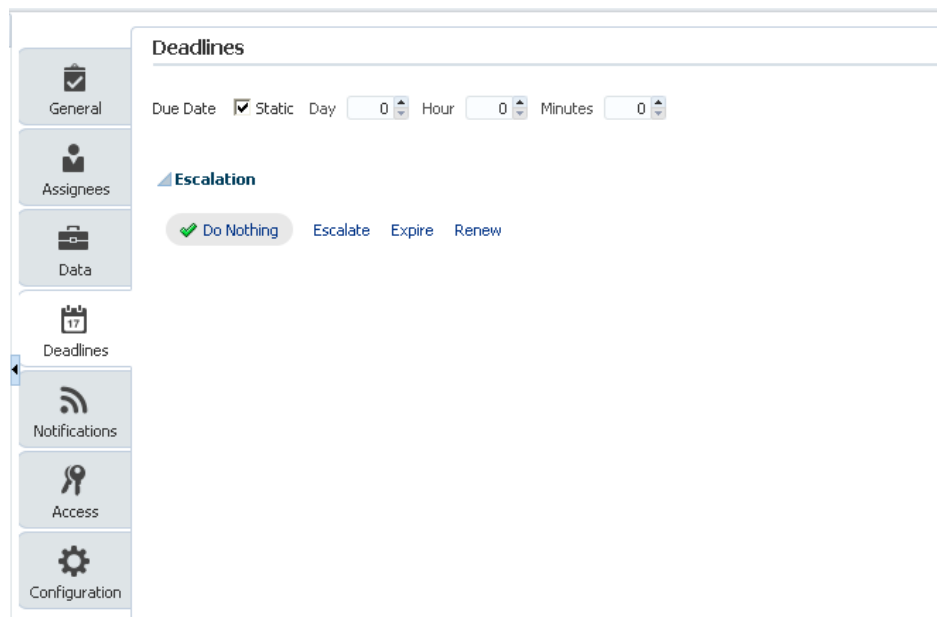 Deadlines
General
Due Date Static Day 0 Hour 0 Minutes 0
Assignees
Escalation
Do Nothing Escalate Expire Renew
Data
17
Deadlines
Notifications
Access
Configuration